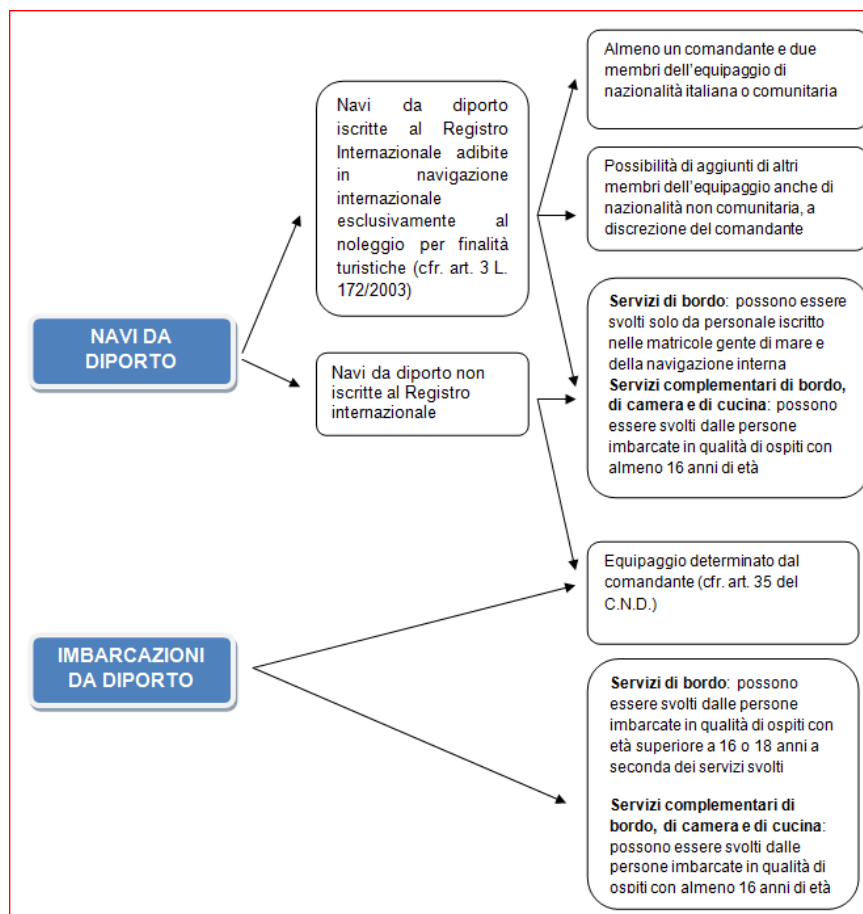 Almeno un comandante e due
membri dell'equipaggio di
nazionalità italiana o comunitaria
Navi da diporto
iscritte al Registro
Internazionale adibite
in navigazione
internazionale
esclusivamente al
noleggio per finalità
turistiche (cfr. art. 3 L.
172/2003)
Possibilità di aggiunti di altri
membri dell'equipaggio anche di
nazionalità non comunitaria, a
discrezione del comandante
NAVI DA
DIPORTO
Servizi di bordo: possono essere
svolti solo da personale iscritto
nelle matricole gente di mare e
della navigazione interna
Servizi complementari di bordo,
di camera e di cucina: possono
essere svolti dalle persone
imbarcate in qualità di ospiti con
almeno 16 anni di età
Navi da diporto non
iscritte al Registro
internazionale
Equipaggio determinato dal
comandante (cfr. art. 35 del
C.N.D.)
IMBARCAZIONI
DA DIPORTO
Servizi di bordo: possono
essere svolti dalle persone
imbarcate in qualità di ospiti con
età superiore a 16 o 18 anni a
seconda dei servizi svolti
Servizi complementari di
bordo, di camera e di cucina:
possono essere svolti dalle
persone imbarcate in qualità di
ospiti con almeno 16 anni di età